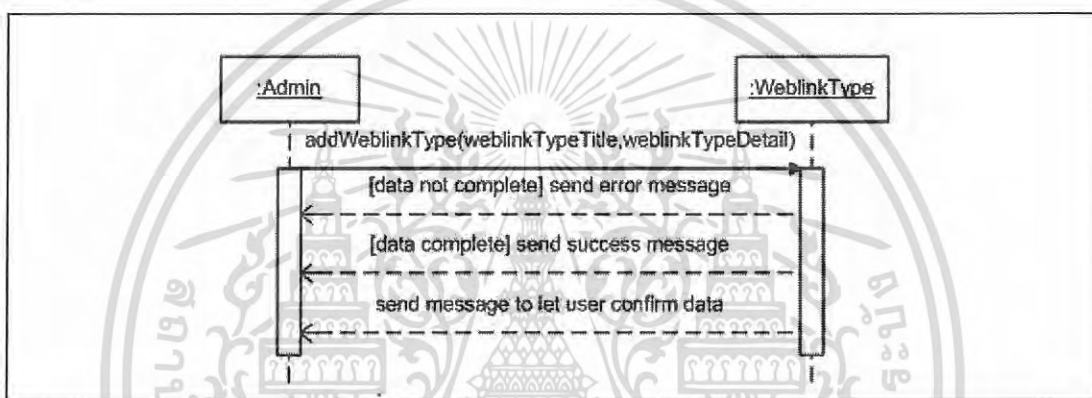 :Admin
:WeblinkType
addWeblinkType(weblinkTypeTitle,weblinkTypeDetail)
[data not complete] send error message
[data complete] send success message
send message to let user confirm data